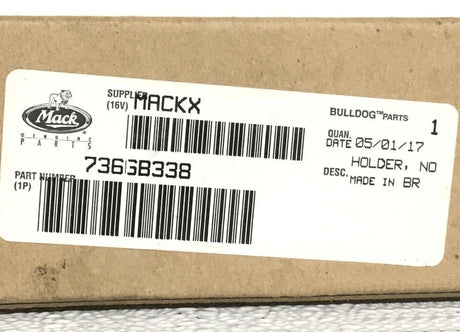 Mack
GENUINE
PARTS
SUPPLIER
(16V) MACKX
BULLDOG™PARTS
QUAN. 1
DATE 05/01/17
HOLDER, NO
DESC. MADE IN BR
PART NUMBER
(1P) 736GB338